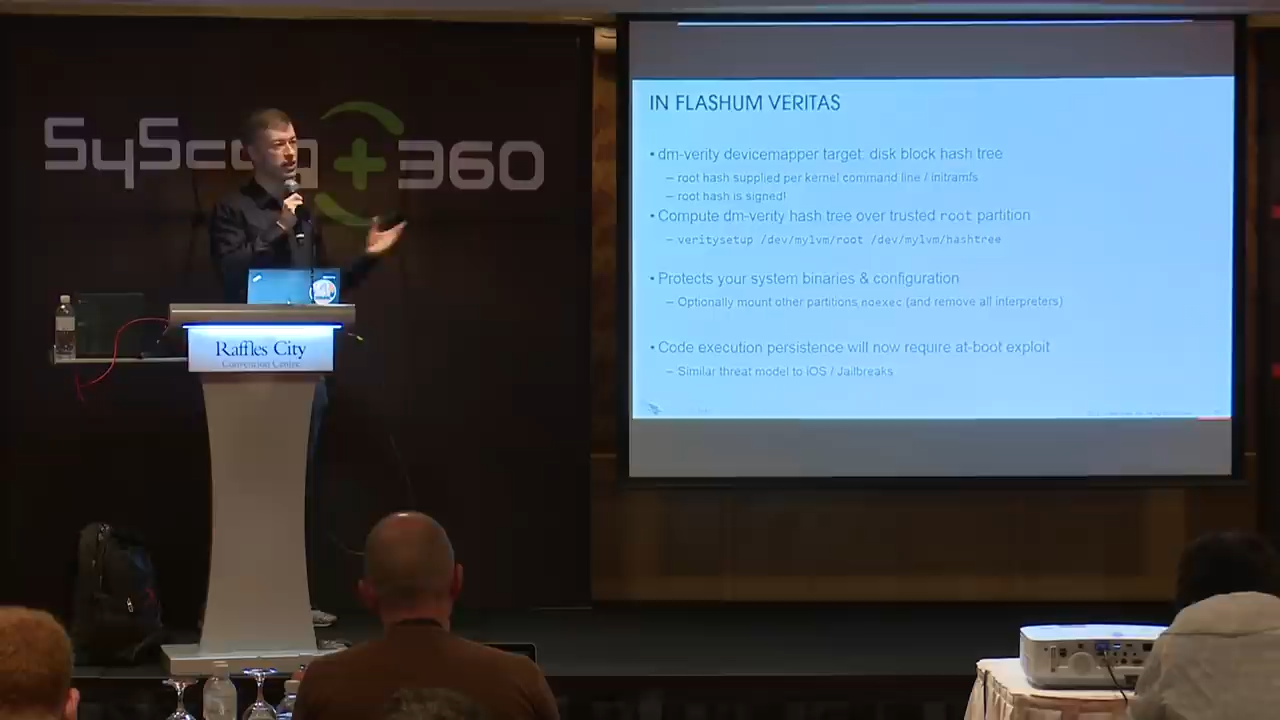 SyScan+360
Raffles City
Convention Centre
IN FLASHUM VERITAS
• dm-verity devicemapper target: disk block hash tree
– root hash supplied per kernel command line / initramfs
– root hash is signed!
• Compute dm-verity hash tree over trusted root partition
– veritysetup /dev/mylvm/root /dev/mylvm/hashtree
• Protects your system binaries & configuration
– Optionally mount other partitions noexec (and remove all interpreters)
• Code execution persistence will now require at-boot exploit
– Similar threat model to iOS / Jailbreaks